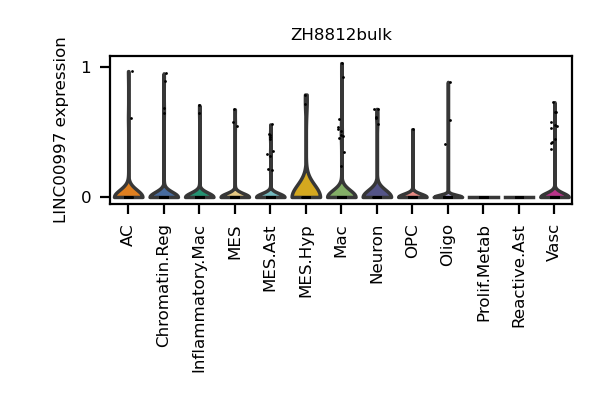 ZH8812bulk
LINC00997 expression
1
0
AC
Chromatin.Reg
Inflammatory.Mac
MES
MES.Ast
MES.Hyp
Mac
Neuron
OPC
Oligo
Prolif.Metab
Reactive.Ast
Vasc